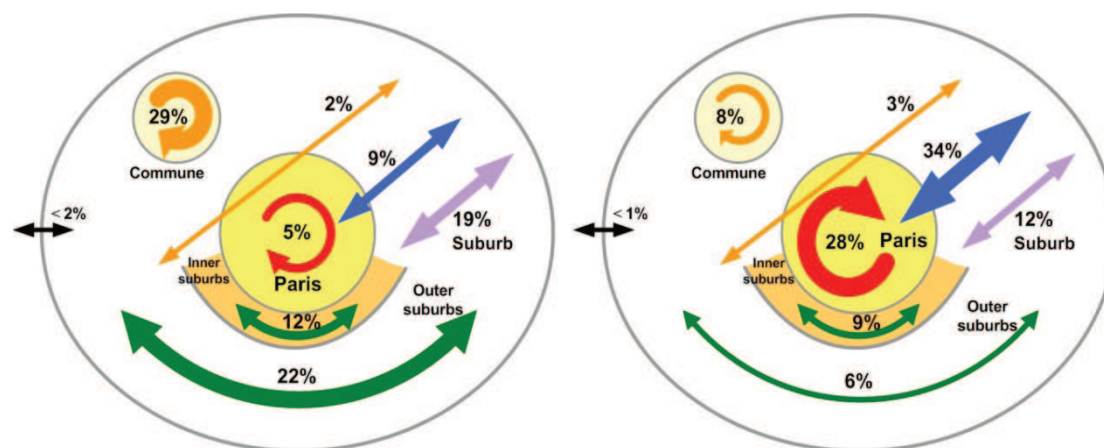 2%
29%
Commune
9%
< 2%
19%
Suburb
5%
Inner
suburbs
Paris
Outer
suburbs
12%
22%
3%
8%
Commune
34%
< 1%
12%
Suburb
28%
Paris
Inner
suburbs
Outer
suburbs
9%
6%